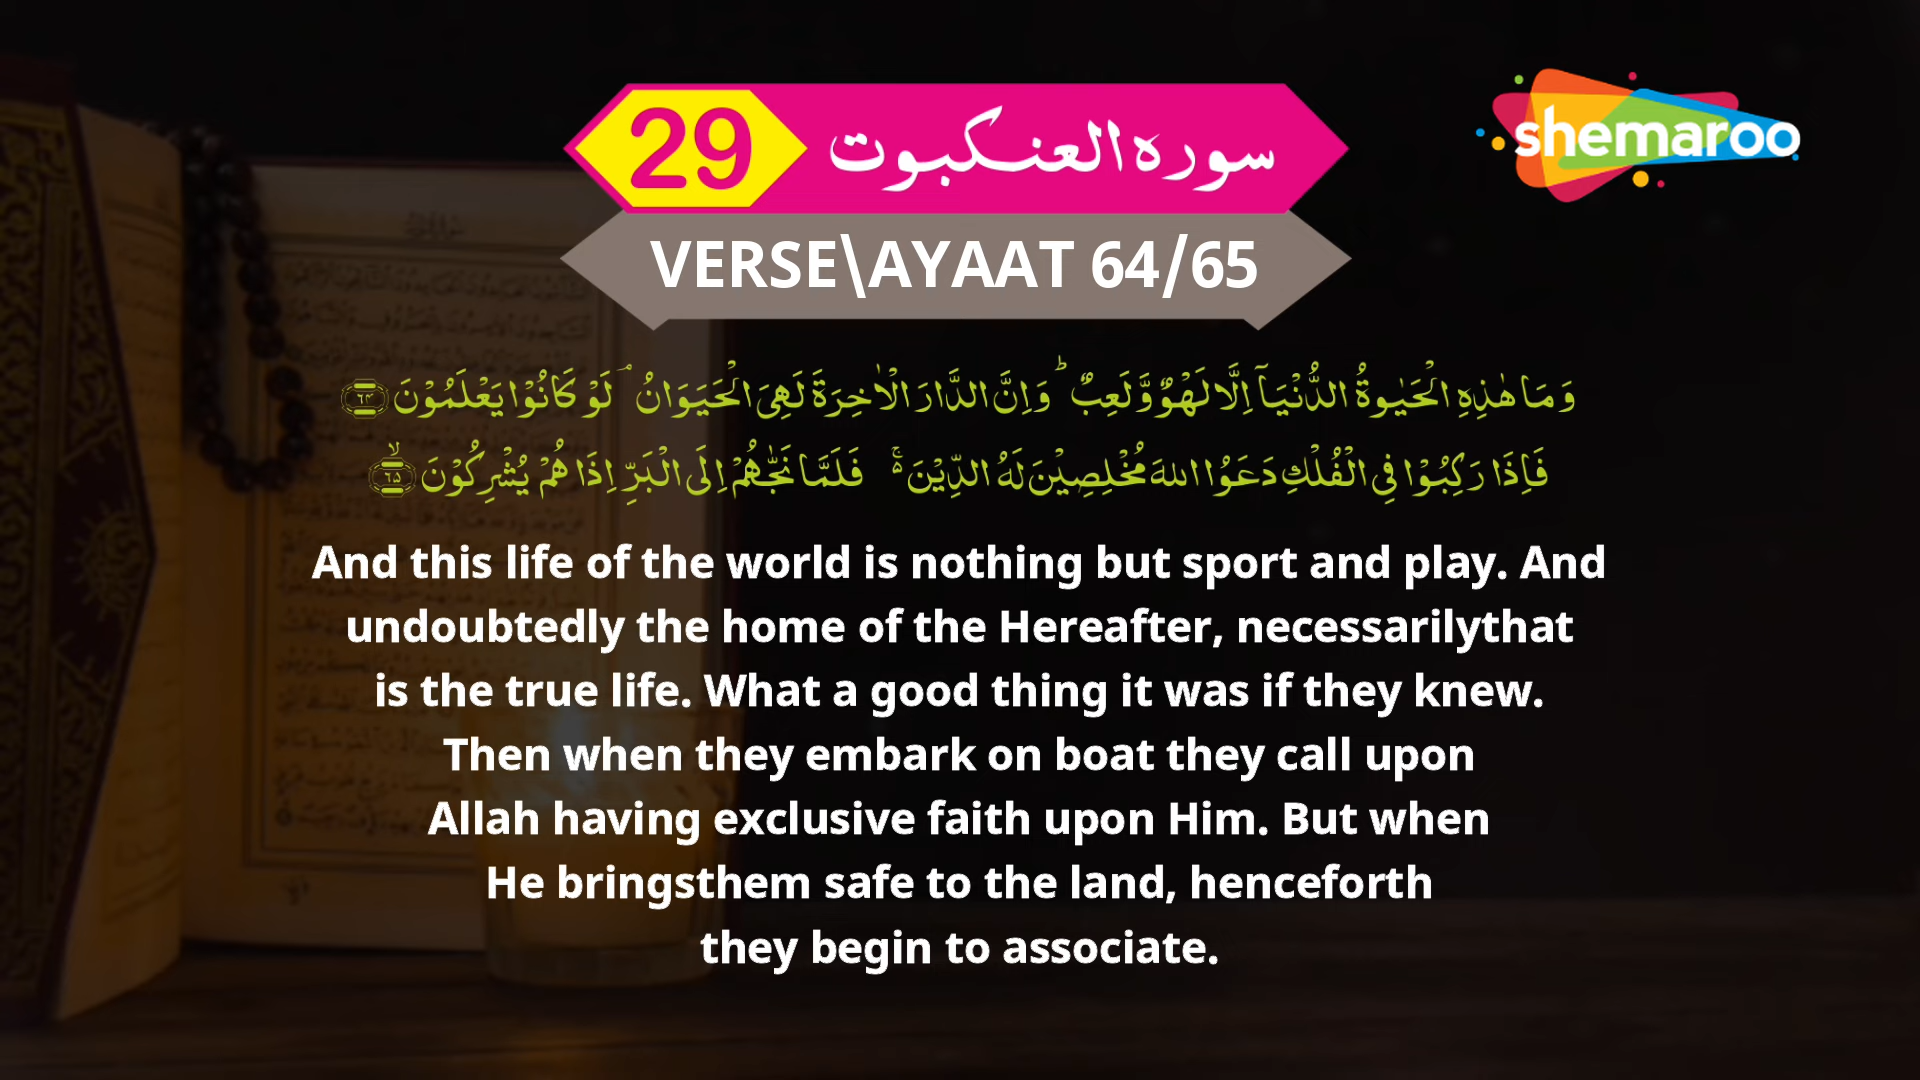 29 سورہ العنکبوت
shemaroo
VERSE\AYAAT 64/65
وَمَا هٰذِهِ الْحَيٰوةُ الدُّنْيَآ اِلَّا لَهْوٌ وَّلَعِبٌ ؕ وَاِنَّ الدَّارَ الْاٰخِرَةَ لَهِىَ الْحَيَوَانُ ۘ لَوْ كَانُوْا يَعْلَمُوْنَ ۶۴
فَاِذَا رَكِبُوْا فِى الْفُلْكِ دَعَوُا اللهَ مُخْلِصِيْنَ لَهُ الدِّيْنَ ۚ۬ فَلَمَّا نَجّٰىهُمْ اِلَى الْبَرِّ اِذَا هُمْ يُشْرِكُوْنَ ۙ ۶۵
And this life of the world is nothing but sport and play. And
undoubtedly the home of the Hereafter, necessarilythat
is the true life. What a good thing it was if they knew.
Then when they embark on boat they call upon
Allah having exclusive faith upon Him. But when
He bringsthem safe to the land, henceforth
they begin to associate.